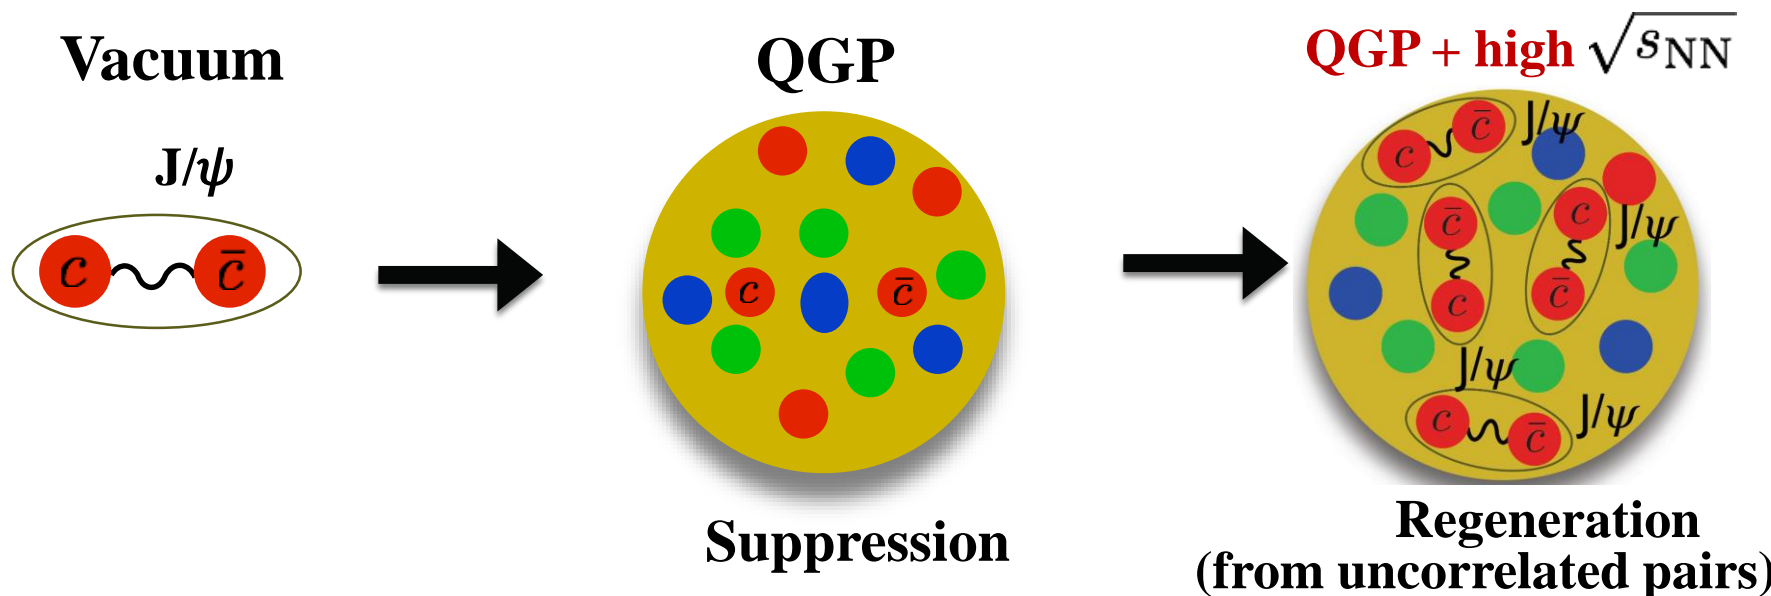 Vacuum
J/ψ
c c̄
QGP
c c̄
Suppression
QGP + high √sNN
c c̄ J/ψ
c̄ c
c c̄ J/ψ
J/ψ
c c̄ J/ψ
Regeneration
(from uncorrelated pairs)